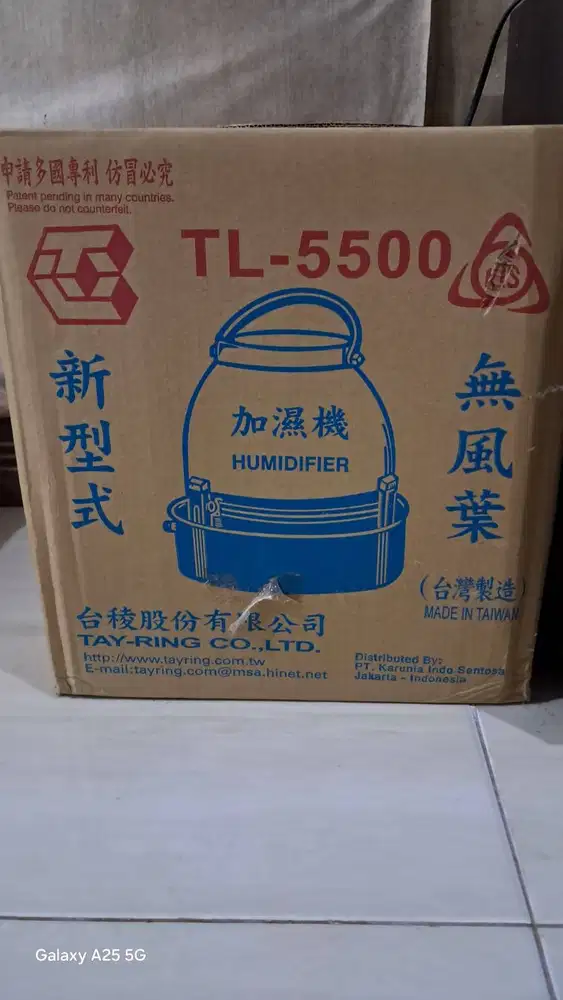 申請多國專利 仿冒必究
Patent pending in many countries.
Please do not counterfeit.
TL-5500
新型式
加濕機
HUMIDIFIER
無風葉
(台灣製造)
MADE IN TAIWAN
台稜股份有限公司
TAY-RING CO.,LTD.
http://www.tayring.com.tw
E-mail:tayring.com@msa.hinet.net
Distributed By:
PT. Karunia Indo Sentosa
Jakarta - Indonesia
Galaxy A25 5G